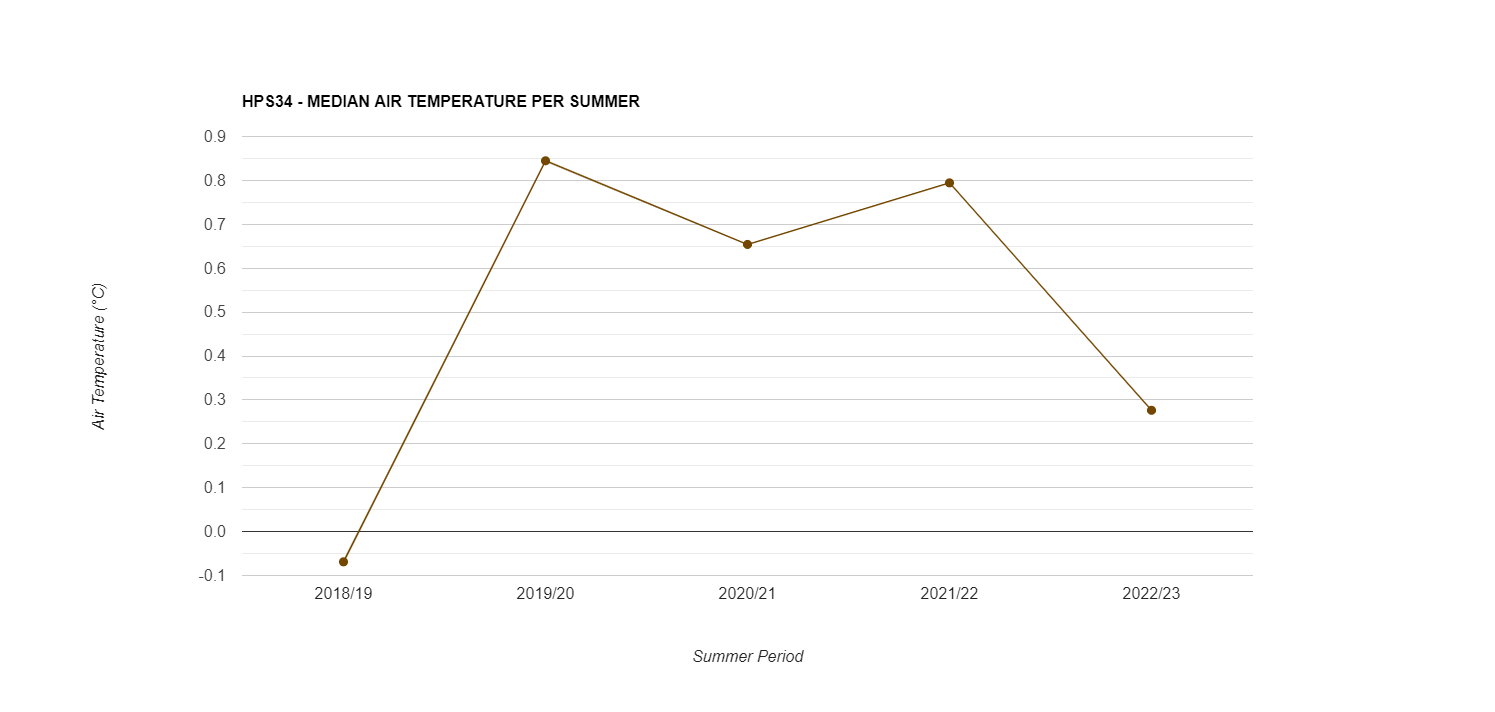 HPS34 - MEDIAN AIR TEMPERATURE PER SUMMER
0.9
0.8
0.7
0.6
0.5
0.4
0.3
0.2
0.1
0.0
-0.1
Air Temperature (°C)
2018/19 2019/20 2020/21 2021/22 2022/23
Summer Period